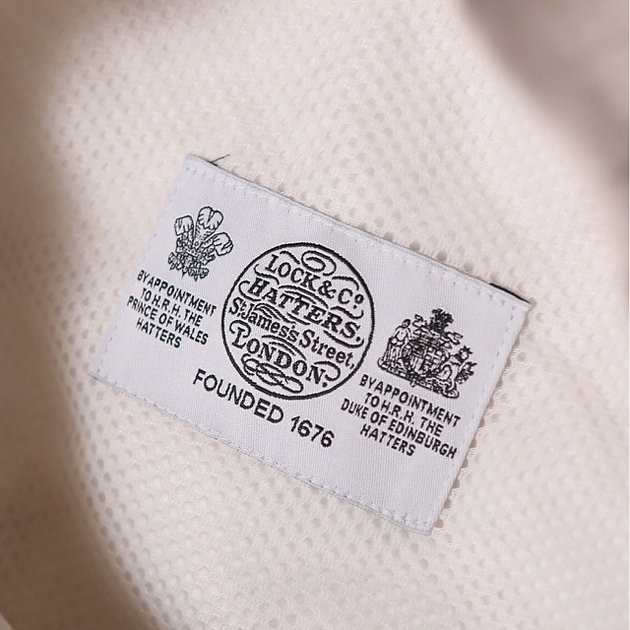 BY APPOINTMENT
TO H.R.H. THE
PRINCE OF WALES
HATTERS
LOCK & Co
HATTERS,
St. James's Street,
LONDON.
FOUNDED 1676
BY APPOINTMENT
TO H.R.H. THE
DUKE OF EDINBURGH
HATTERS